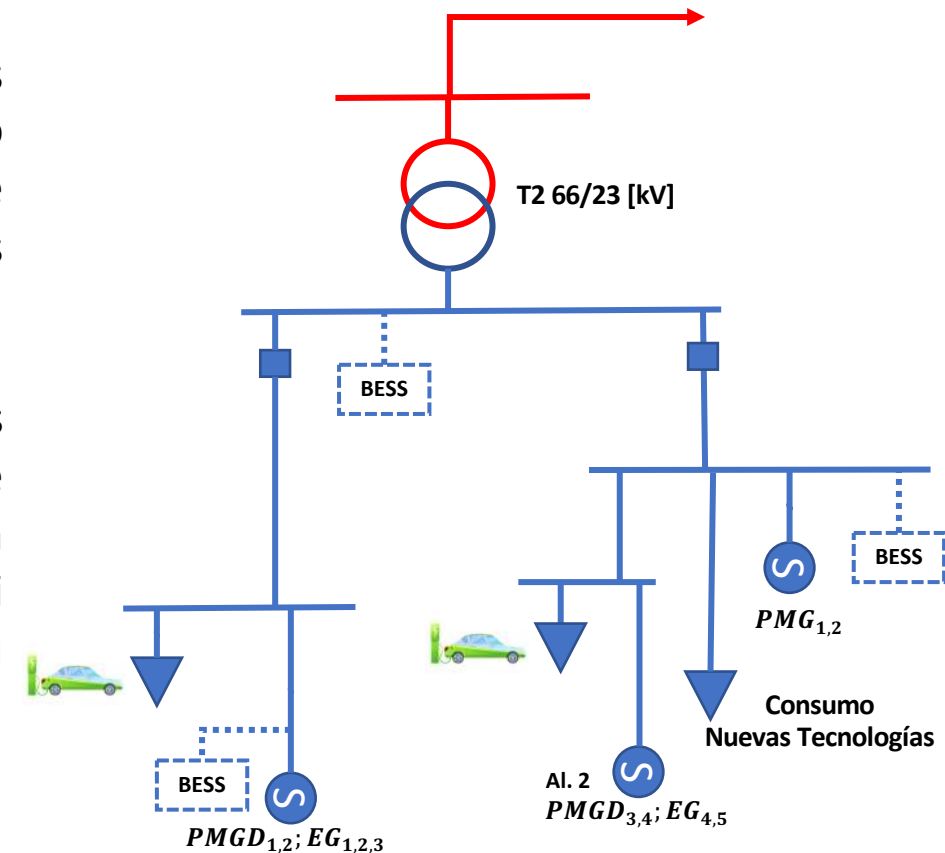 s
o
e
s
T2 66/23 [kV]
BESS
s
e
n
i
BESS
PMG1,2
Consumo
Nuevas Tecnologías
BESS
S
S
S
Al. 2
PMGD3,4; EG4,5
PMGD1,2; EG1,2,3